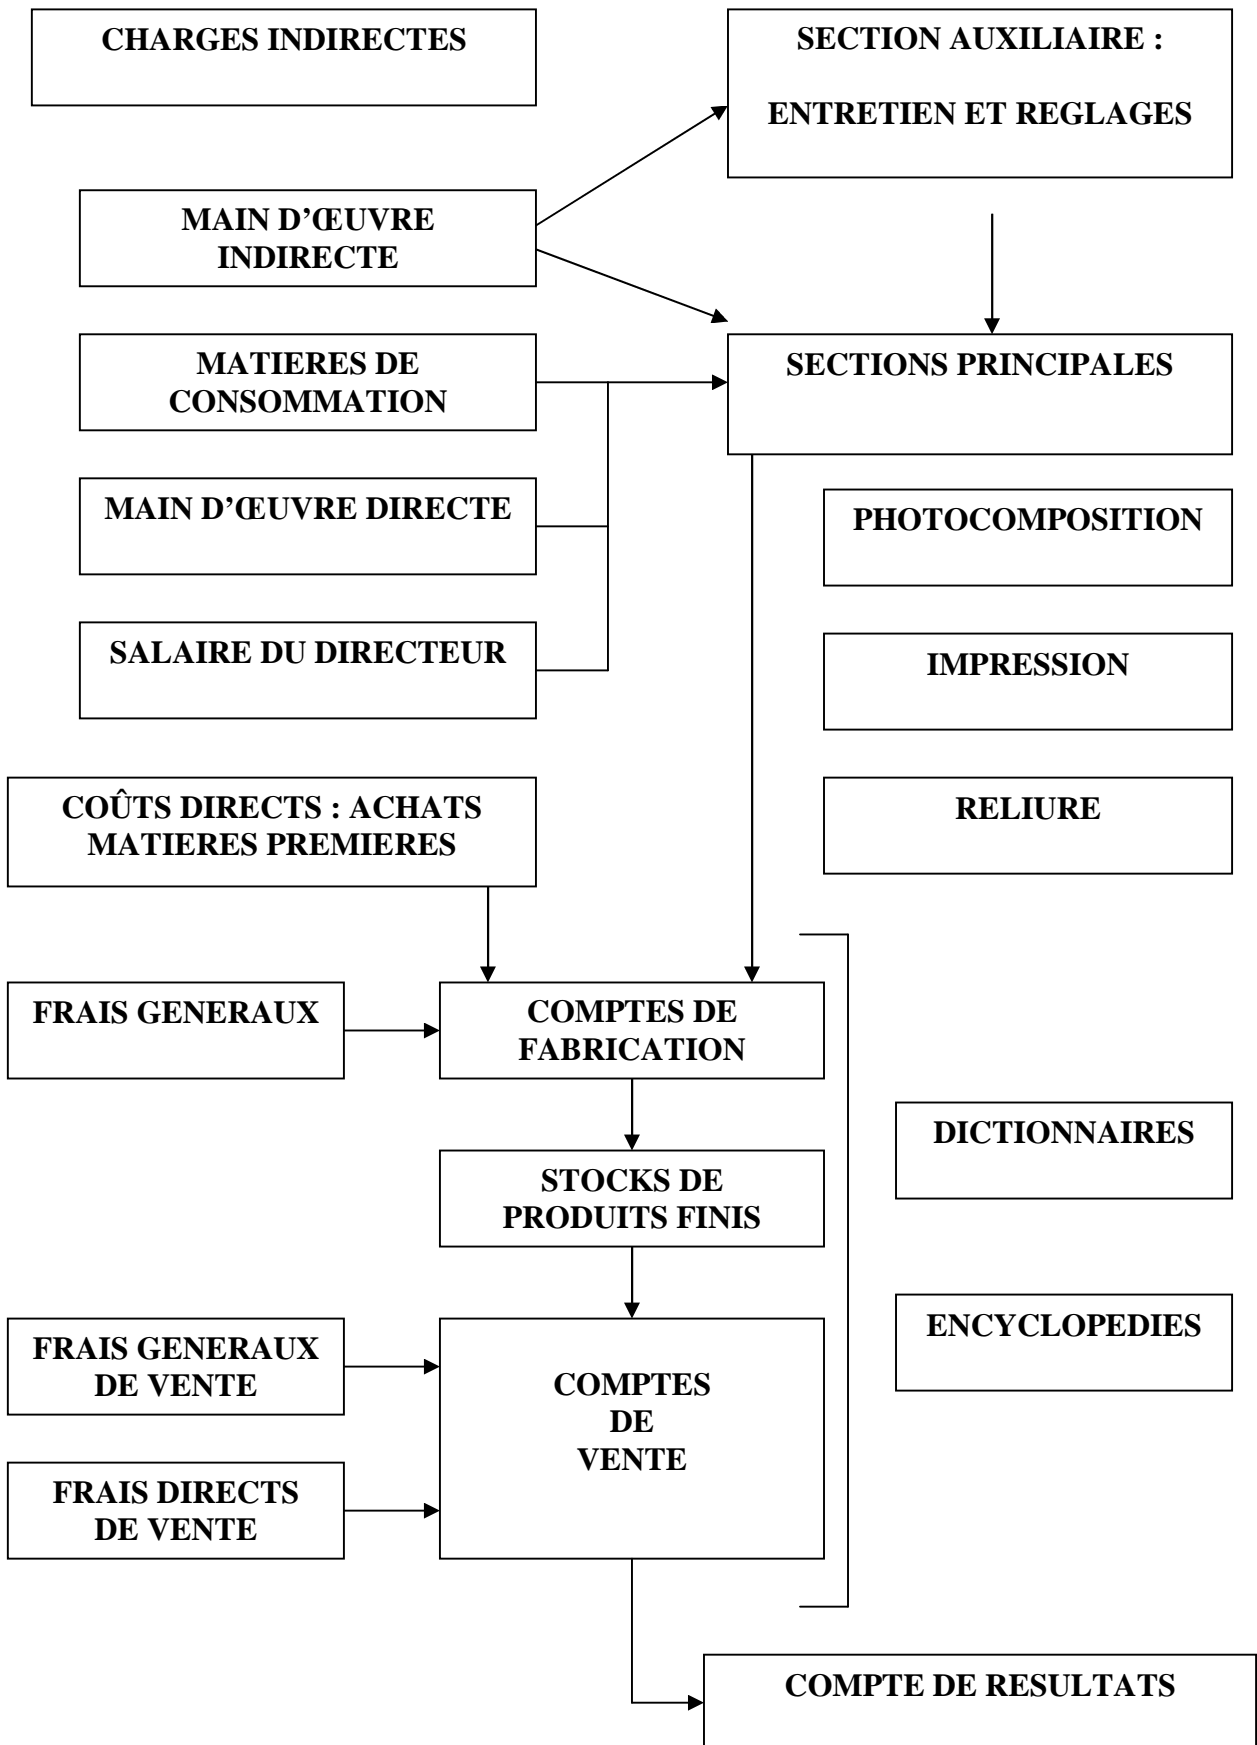 CHARGES INDIRECTES
SECTION AUXILIAIRE :
ENTRETIEN ET REGLAGES
MAIN D’ŒUVRE
INDIRECTE
MATIERES DE
CONSOMMATION
SECTIONS PRINCIPALES
MAIN D’ŒUVRE DIRECTE
PHOTOCOMPOSITION
SALAIRE DU DIRECTEUR
IMPRESSION
COÛTS DIRECTS : ACHATS
MATIERES PREMIERES
RELIURE
FRAIS GENERAUX
COMPTES DE
FABRICATION
DICTIONNAIRES
STOCKS DE
PRODUITS FINIS
ENCYCLOPEDIES
FRAIS GENERAUX
DE VENTE
COMPTES
DE
VENTE
FRAIS DIRECTS
DE VENTE
COMPTE DE RESULTATS